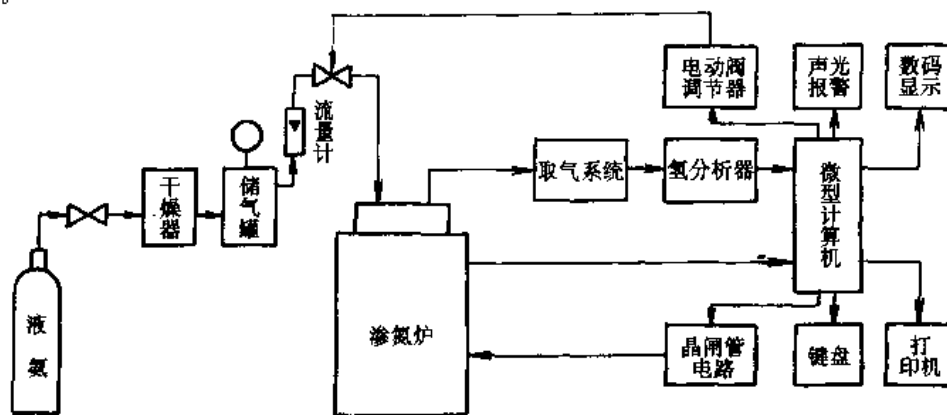 电动阀
调节器
声光
报警
数码
显示
流量计
取气系统
氢分析器
微型计算机
干燥器
储气罐
液氨
渗氮炉
晶闸管
电路
键盘
打
印机